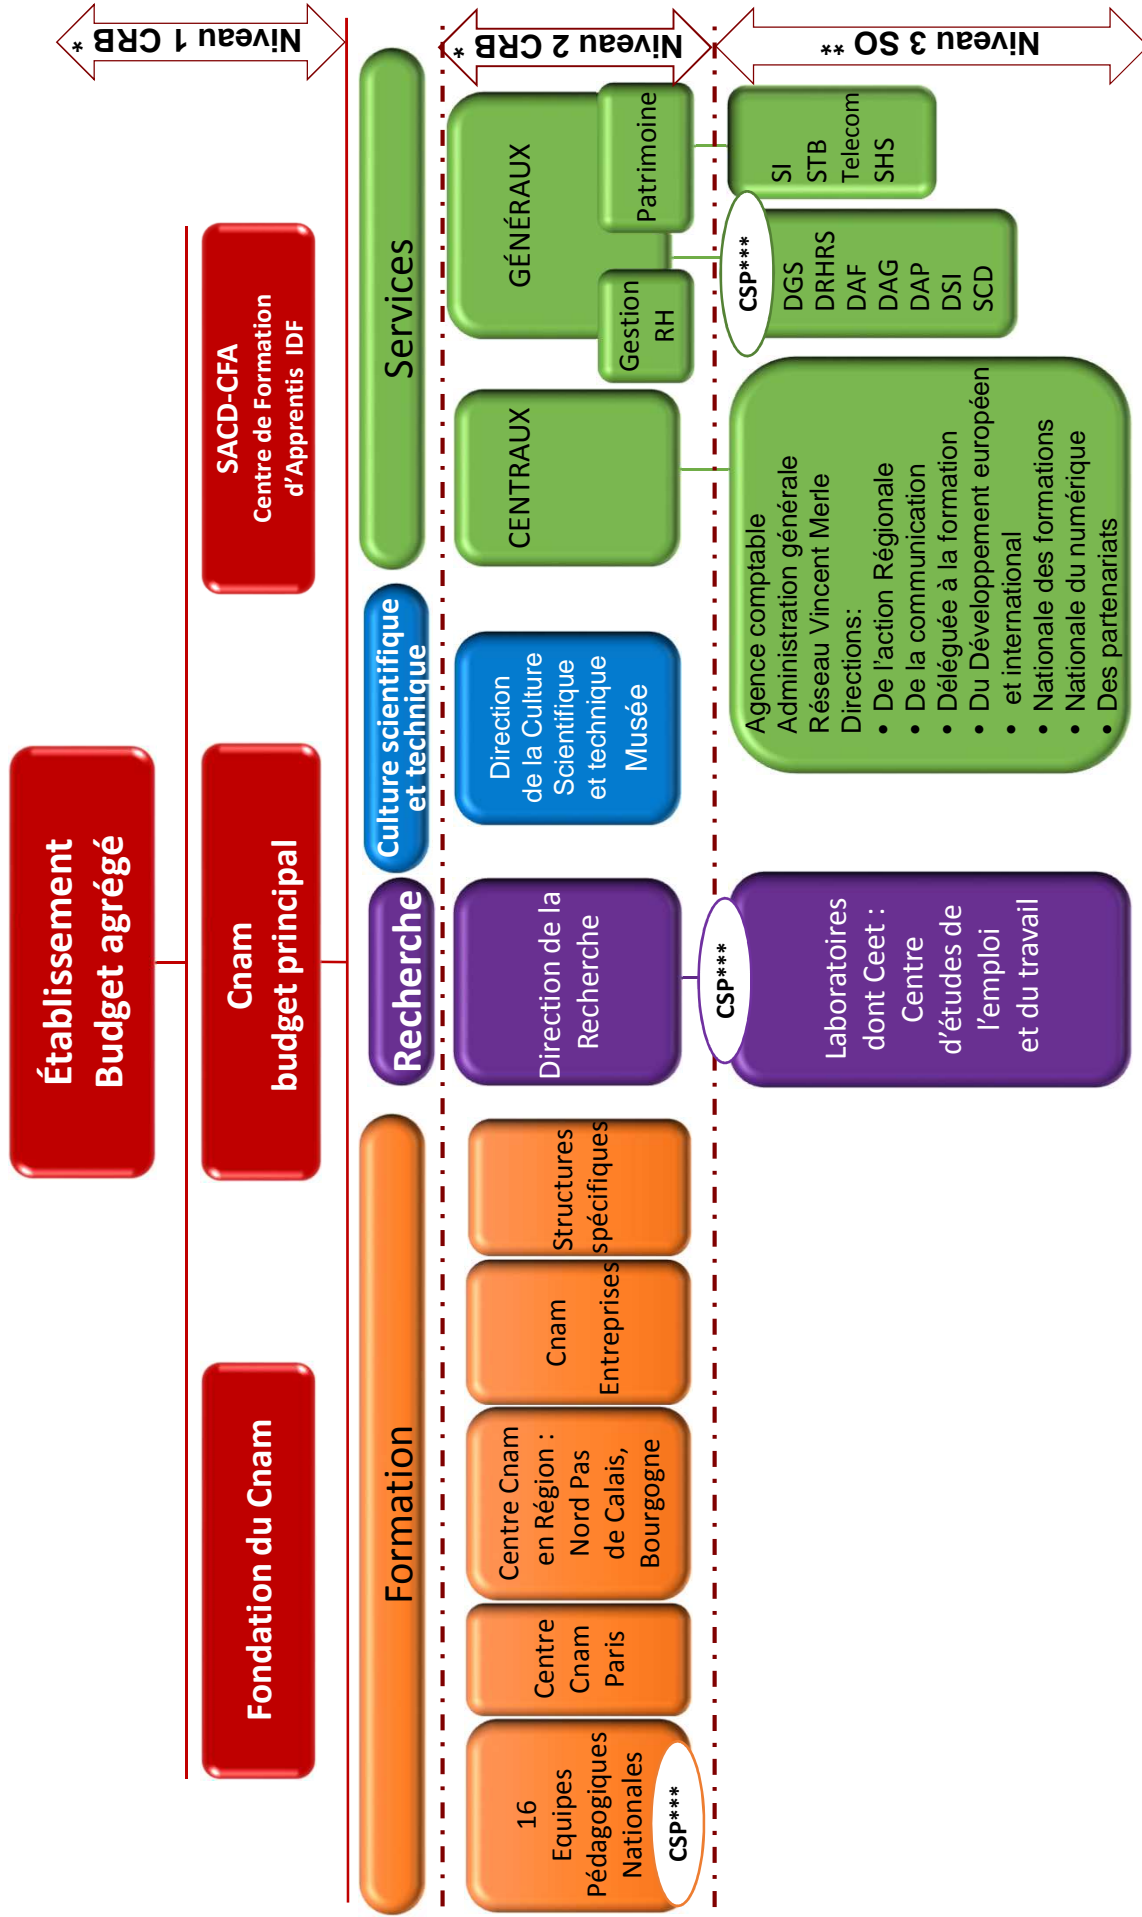 Établissement
Budget agrégé
Fondation du Cnam
Cnam
budget principal
SACD-CFA
Centre de Formation
d'Apprentis IDF
Niveau 1 CRB *
Formation
Recherche
Culture scientifique
et technique
Services
16
Equipes
Pédagogiques
Nationales
CSP***
Centre
Cnam
Paris
Centre Cnam
en Région :
Nord Pas
de Calais,
Bourgogne
Cnam
Entreprises
Structures
spécifiques
Direction de la
Recherche
Direction
de la Culture
Scientifique
et technique
Musée
CENTRAUX
GÉNÉRAUX
Gestion
RH
Patrimoine
Niveau 2 CRB *
CSP***
Laboratoires
dont Ceet :
Centre
d'études de
l'emploi
et du travail
Agence comptable
Administration générale
Réseau Vincent Merle
Directions:
• De l'action Régionale
• De la communication
• Déléguée à la formation
• Du Développement européen
• et international
• Nationale des formations
• Nationale du numérique
• Des partenariats
CSP***
DGS
DRHRS
DAF
DAG
DAP
DSI
SCD
SI
STB
Telecom
SHS
Niveau 3 SO **